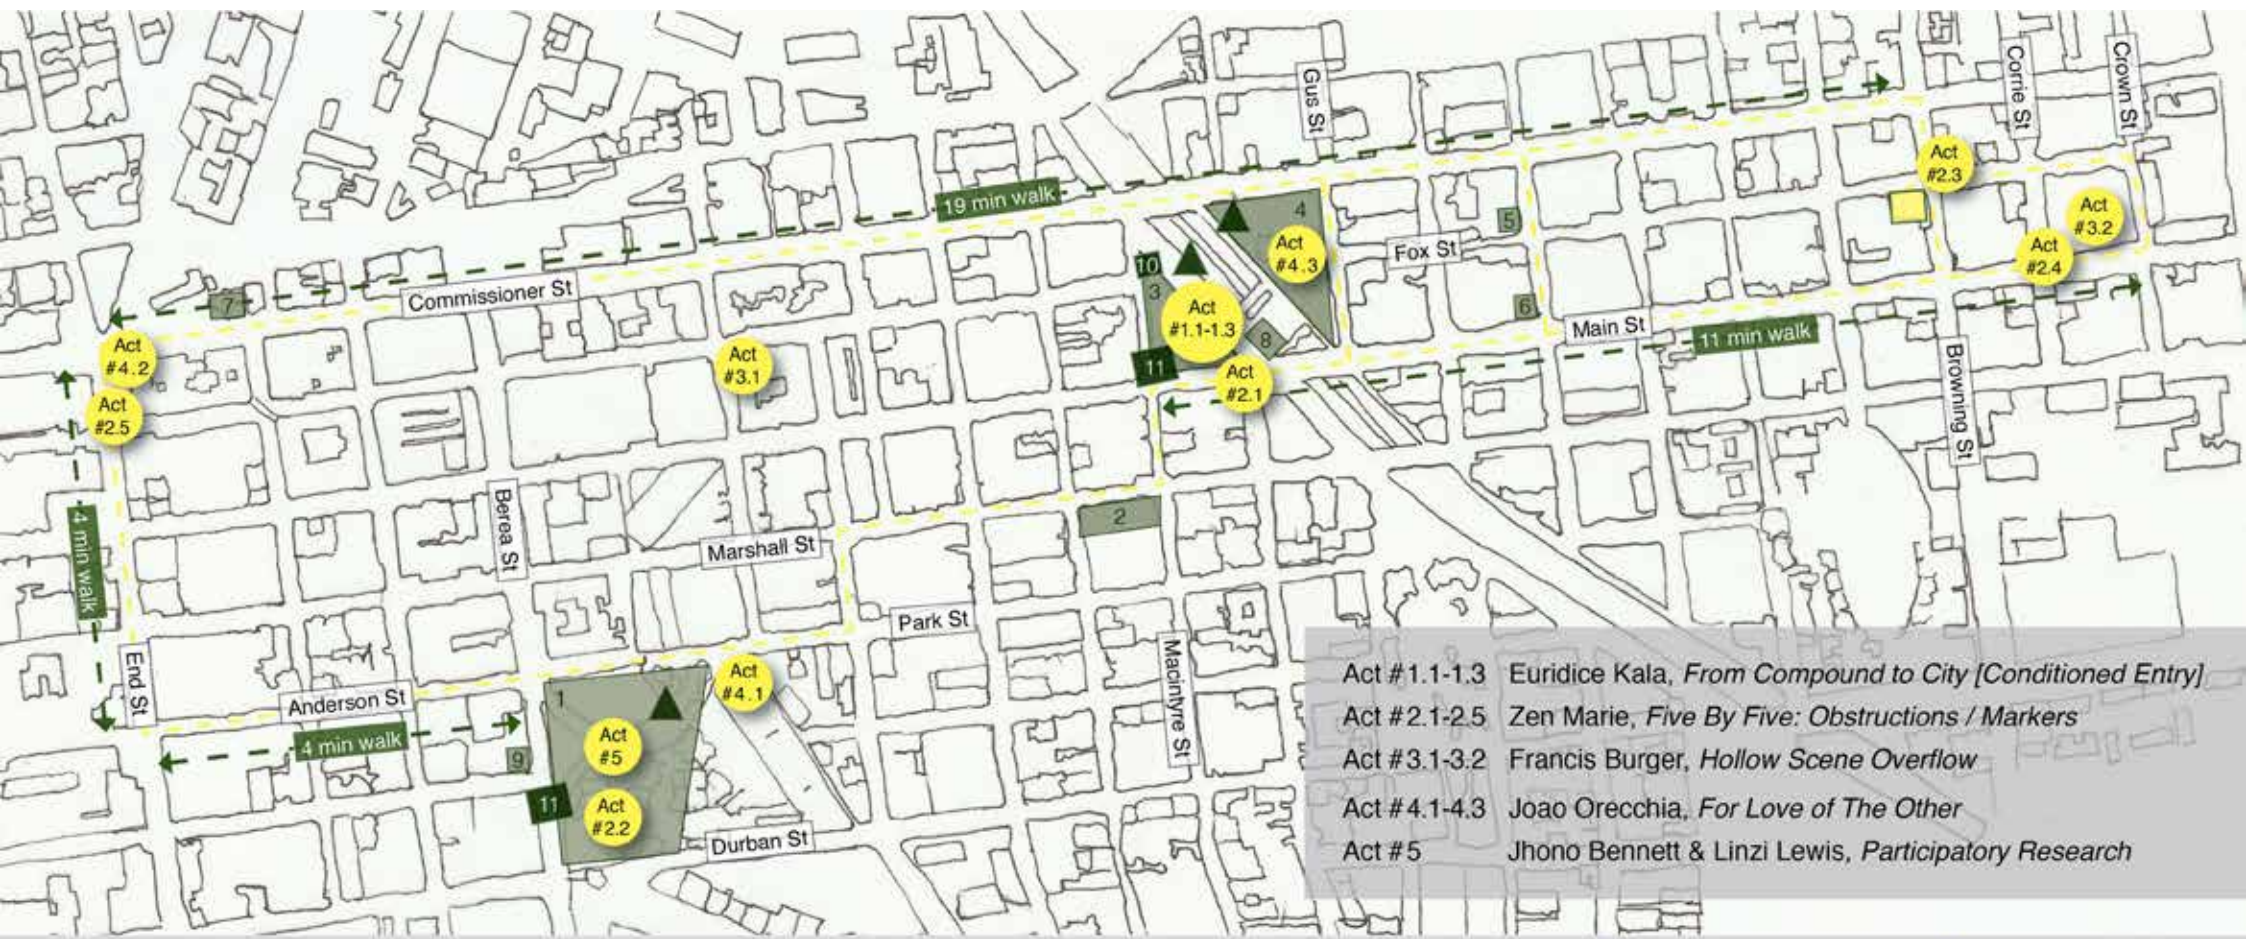 Gus St
Corrie St
Crown St
Act
#2.3
19 min walk
4
Act
#3.2
5
Act
#4.3
Fox St
Act
#2.4
10
3
7
Commissioner St
Act
#1.1-1.3
6
Main St
8
11 min walk
Act
#4.2
Act
#3.1
11
Act
#2.1
Browning St
Act
#2.5
Berea St
2
4 min walk
Marshall St
Park St
End St
Act
#4.1
Macintyre St
Anderson St
1
4 min walk
Act
#5
9
11
Act
#2.2
Durban St
Act #1.1-1.3 Euridice Kala, From Compound to City [Conditioned Entry]
Act #2.1-2.5 Zen Marie, Five By Five: Obstructions / Markers
Act #3.1-3.2 Francis Burger, Hollow Scene Overflow
Act #4.1-4.3 Joao Orecchia, For Love of The Other
Act #5 Jhono Bennett & Linzi Lewis, Participatory Research